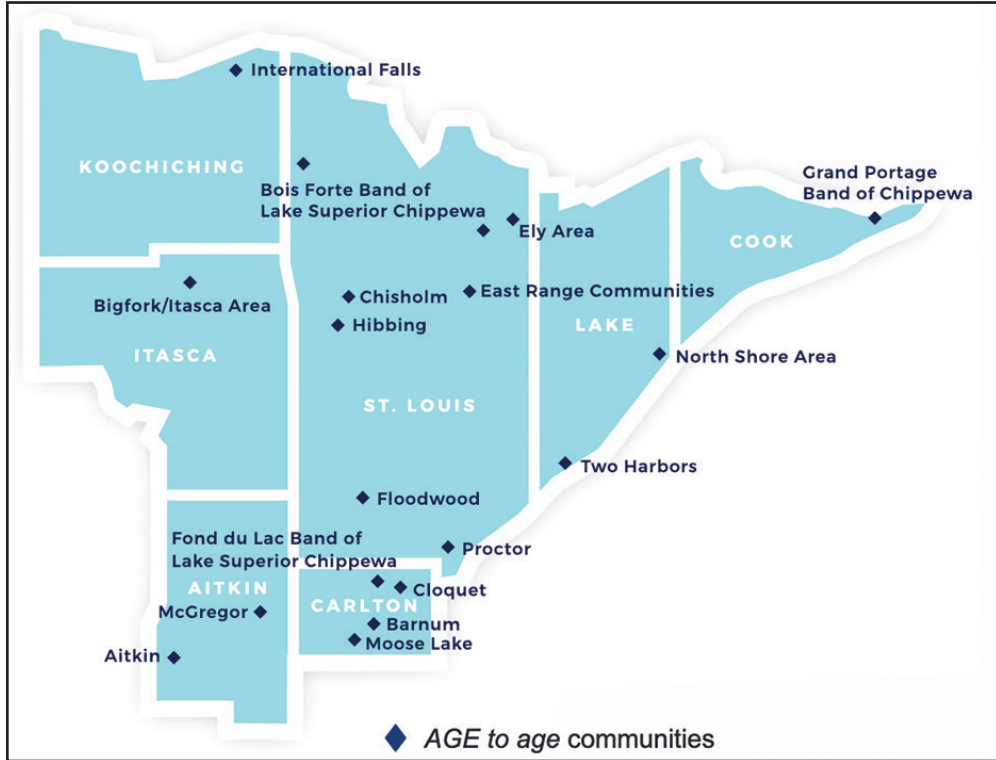 International Falls
KOOCHICHING
Bois Forte Band of
Lake Superior Chippewa
Grand Portage
Band of Chippewa
Ely Area
COOK
Bigfork/Itasca Area
Chisholm
East Range Communities
Hibbing
LAKE
ITASCA
North Shore Area
ST. LOUIS
Two Harbors
Floodwood
Fond du Lac Band of
Lake Superior Chippewa
Proctor
AITKIN
Cloquet
McGregor
CARLTON
Barnum
Moose Lake
Aitkin
AGE to age communities